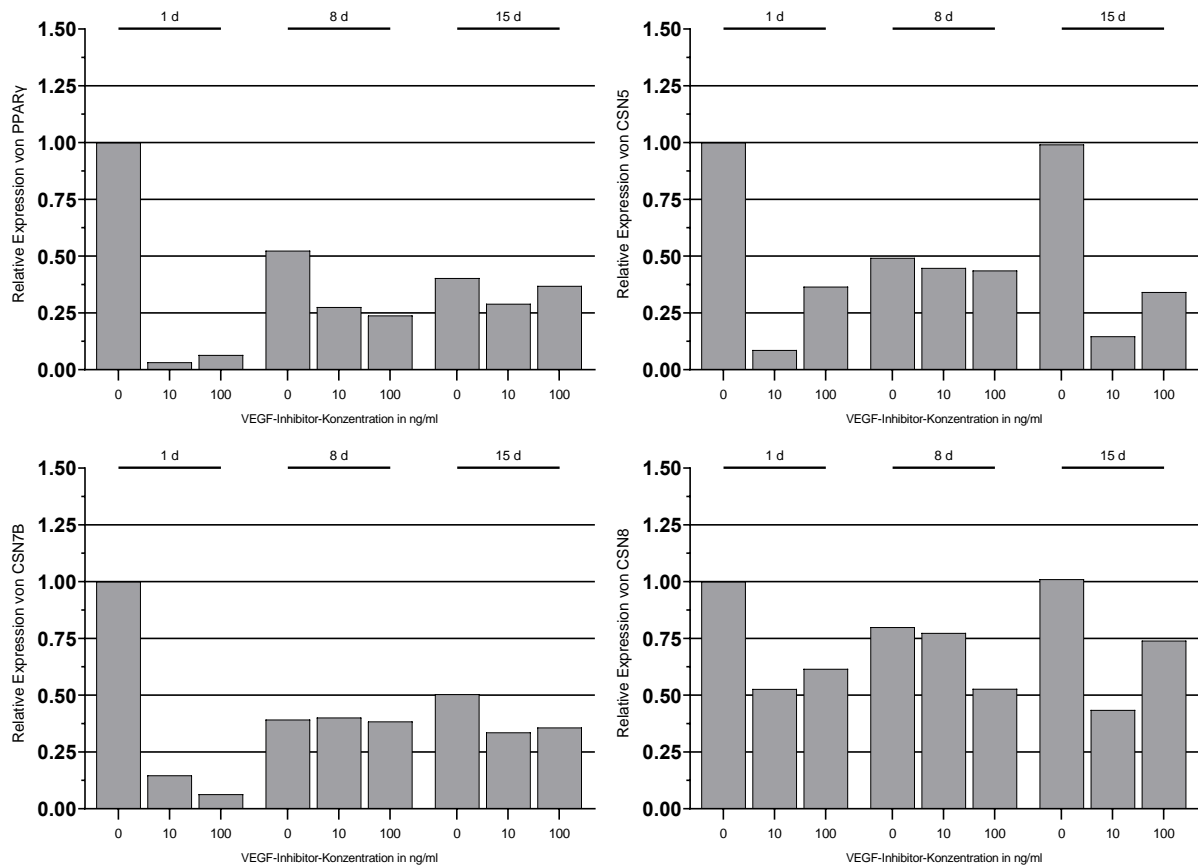 1 d 8 d 15 d
1.50
1.25
1.00
0.75
0.50
0.25
0.00
Relative Expression von PPARγ
0 10 100 0 10 100 0 10 100
VEGF-Inhibitor-Konzentration in ng/ml
1 d 8 d 15 d
1.50
1.25
1.00
0.75
0.50
0.25
0.00
Relative Expression von CSN5
0 10 100 0 10 100 0 10 100
VEGF-Inhibitor-Konzentration in ng/ml
1 d 8 d 15 d
1.50
1.25
1.00
0.75
0.50
0.25
0.00
Relative Expression von CSN7B
0 10 100 0 10 100 0 10 100
VEGF-Inhibitor-Konzentration in ng/ml
1 d 8 d 15 d
1.50
1.25
1.00
0.75
0.50
0.25
0.00
Relative Expression von CSN8
0 10 100 0 10 100 0 10 100
VEGF-Inhibitor-Konzentration in ng/ml